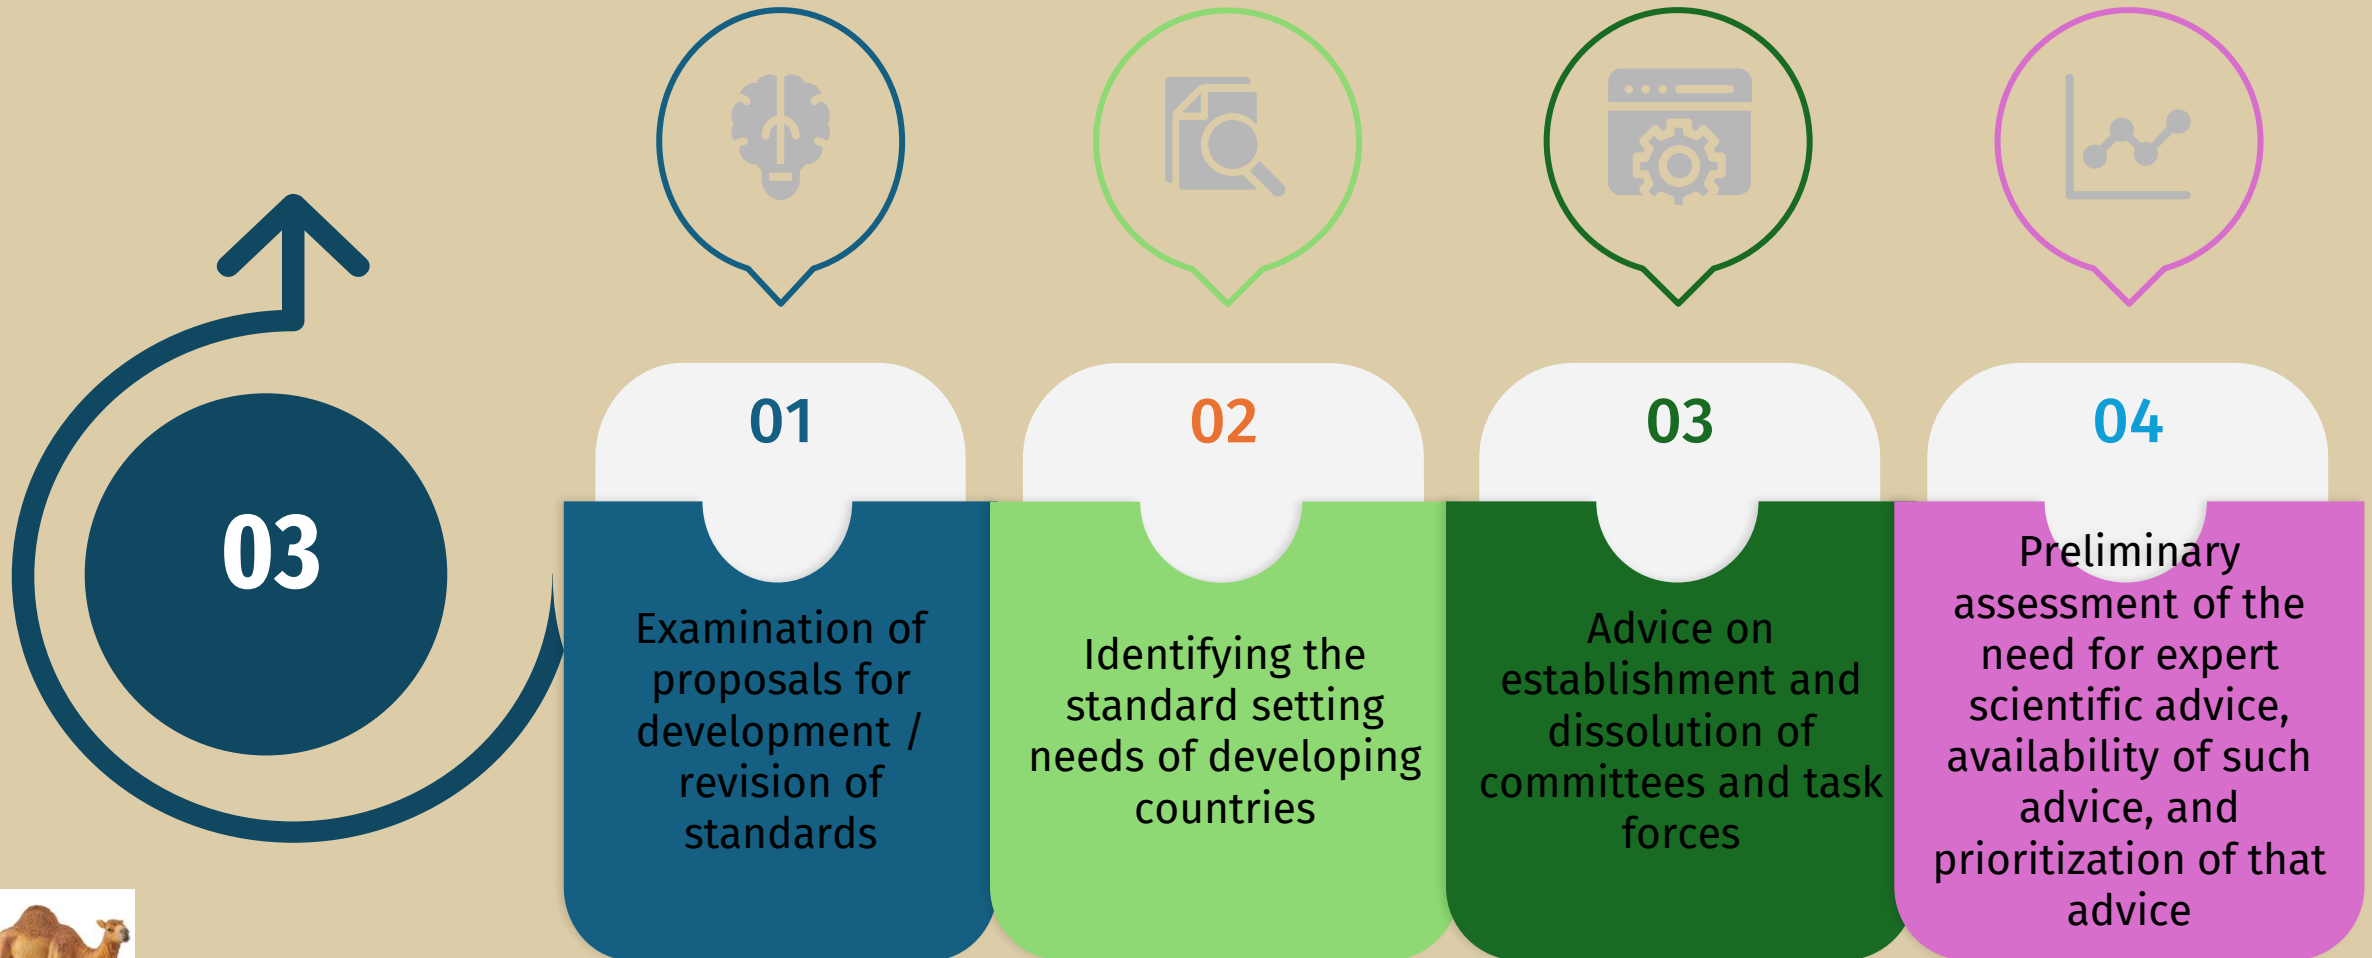 03
01
Examination of
proposals for
development /
revision of
standards
02
Identifying the
standard setting
needs of developing
countries
03
Advice on
establishment and
dissolution of
committees and task
forces
04
Preliminary
assessment of the
need for expert
scientific advice,
availability of such
advice, and
prioritization of that
advice